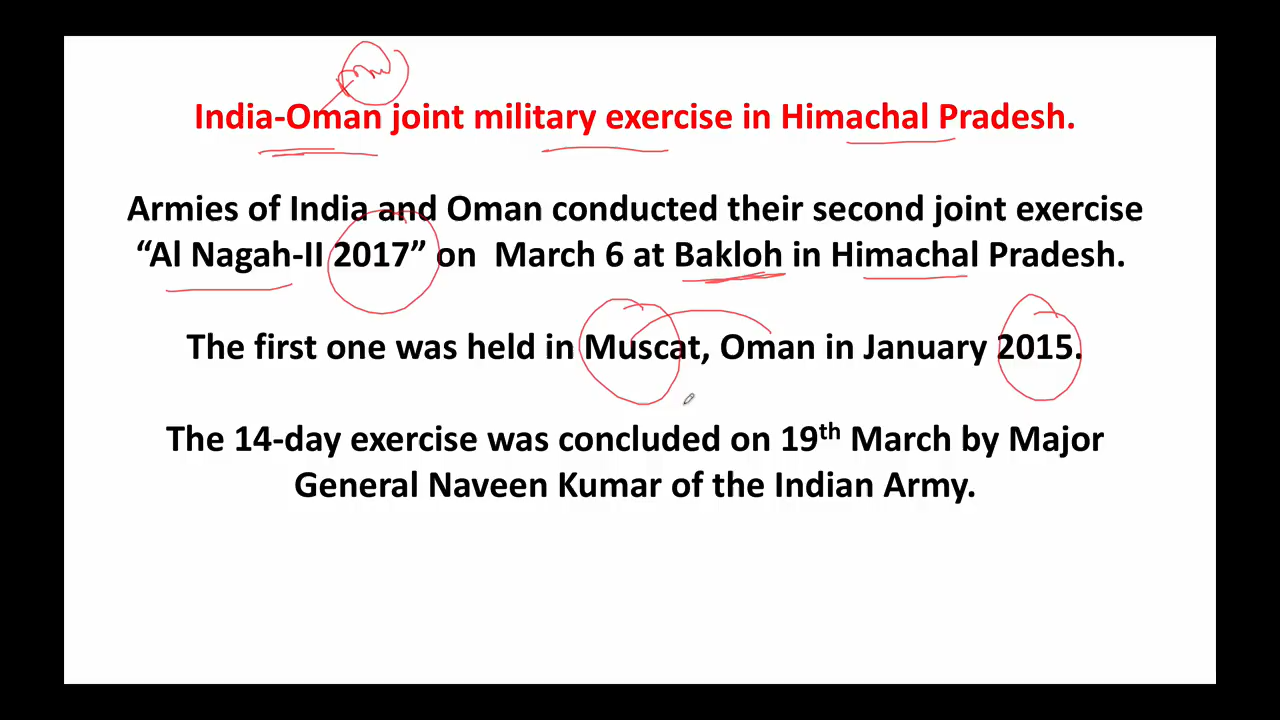 India-Oman joint military exercise in Himachal Pradesh.
Armies of India and Oman conducted their second joint exercise
“Al Nagah-II 2017” on March 6 at Bakloh in Himachal Pradesh.
The first one was held in Muscat, Oman in January 2015.
The 14-day exercise was concluded on 19th March by Major
General Naveen Kumar of the Indian Army.